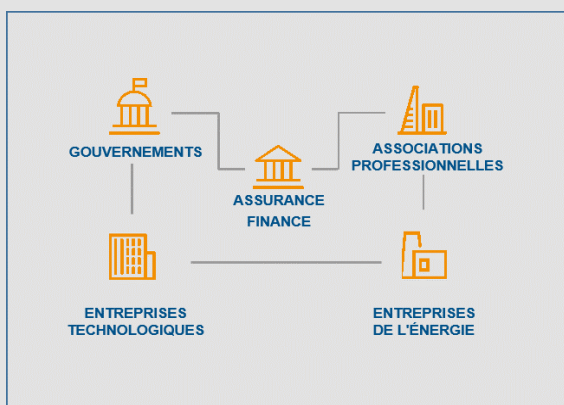 GOUVERNEMENTS
ASSOCIATIONS
PROFESSIONNELLES
ASSURANCE
FINANCE
ENTREPRISES
TECHNOLOGIQUES
ENTREPRISES
DE L'ÉNERGIE